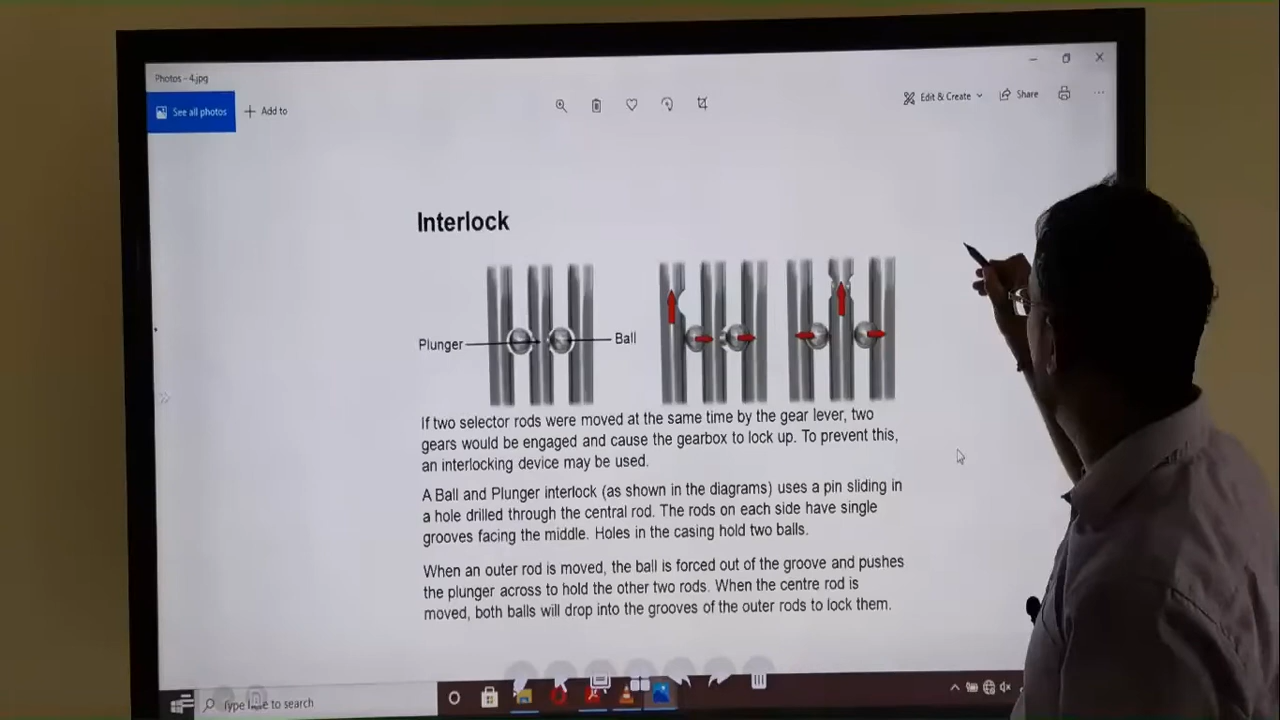 Photos - 4.jpg
See all photos
Add to
Edit & Create
Share
Interlock
Plunger
Ball
If two selector rods were moved at the same time by the gear lever, two
gears would be engaged and cause the gearbox to lock up. To prevent this,
an interlocking device may be used.
A Ball and Plunger interlock (as shown in the diagrams) uses a pin sliding in
a hole drilled through the central rod. The rods on each side have single
grooves facing the middle. Holes in the casing hold two balls.
When an outer rod is moved, the ball is forced out of the groove and pushes
the plunger across to hold the other two rods. When the centre rod is
moved, both balls will drop into the grooves of the outer rods to lock them.
Type here to search